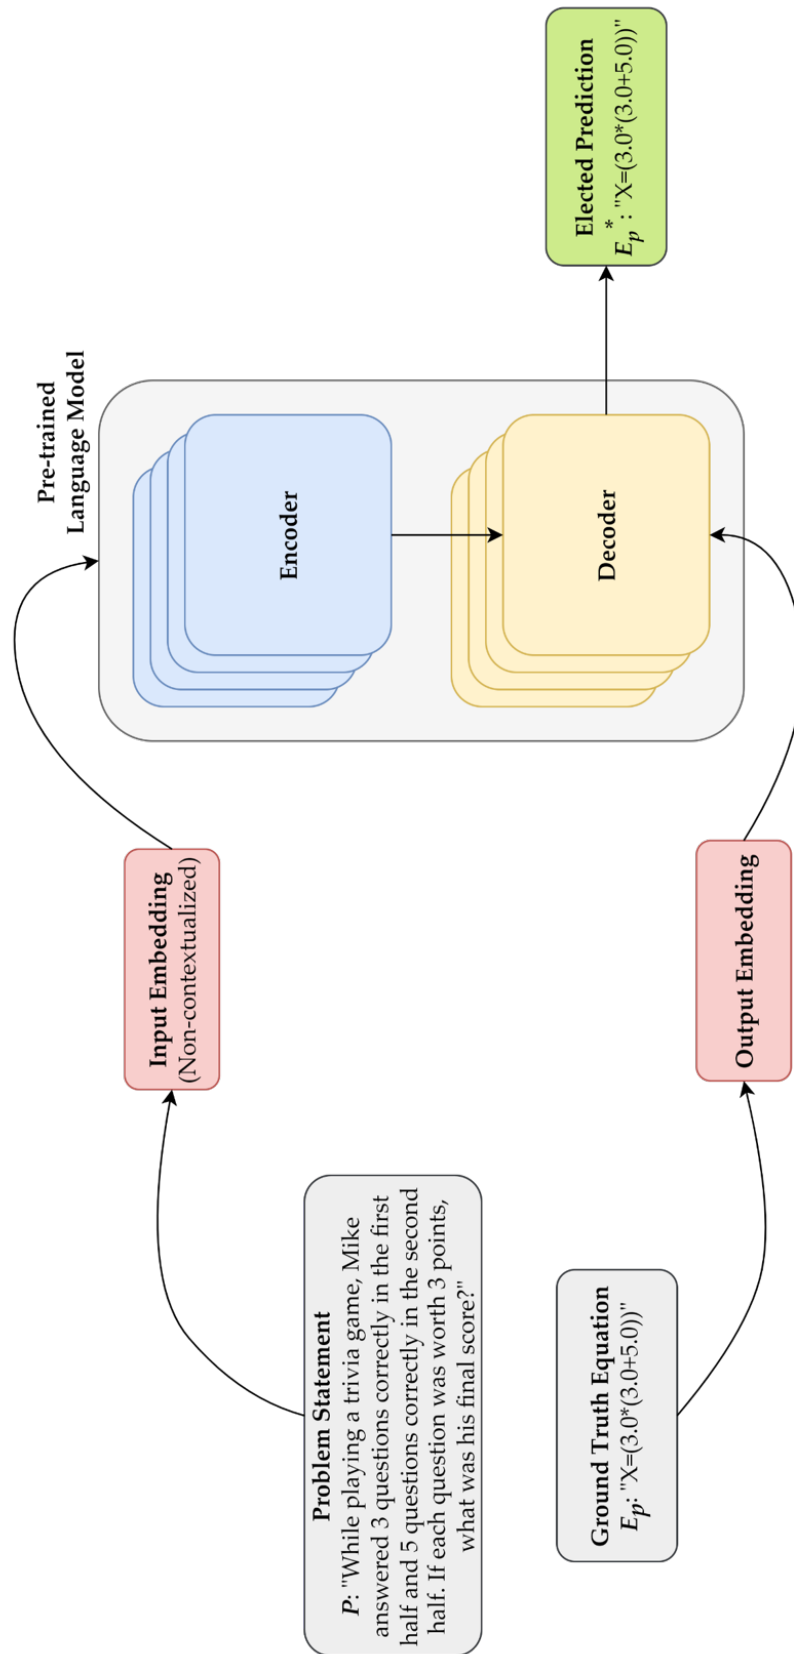 Problem Statement
P: "While playing a trivia game, Mike
answered 3 questions correctly in the first
half and 5 questions correctly in the second
half. If each question was worth 3 points,
what was his final score?"
Ground Truth Equation
Eₚ: "X=(3.0*(3.0+5.0))"
Input Embedding
(Non-contextualized)
Output Embedding
Pre-trained
Language Model
Encoder
Decoder
Elected Prediction
Eₚ*: "X=(3.0*(3.0+5.0))"